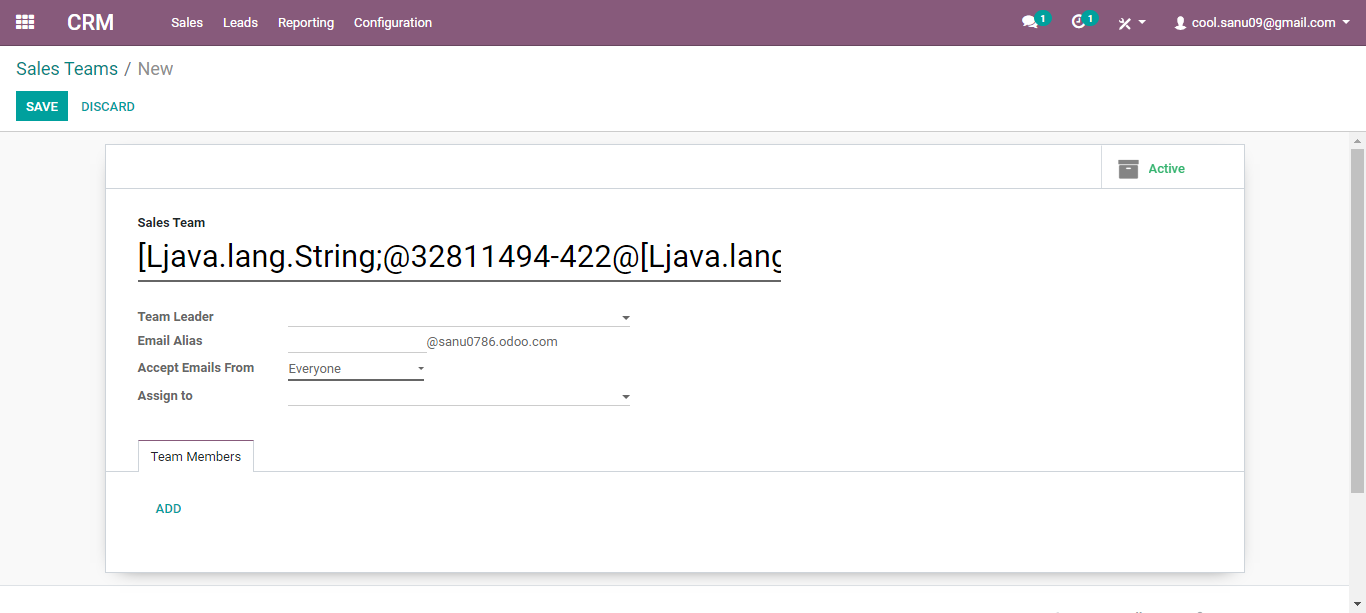 CRM Sales Leads Reporting Configuration 1 1 cool.sanu09@gmail.com
Sales Teams / New
SAVE DISCARD
Active
Sales Team
[Ljava.lang.String;@32811494-422@[Ljava.lang
Team Leader
Email Alias @sanu0786.odoo.com
Accept Emails From Everyone
Assign to
Team Members
ADD